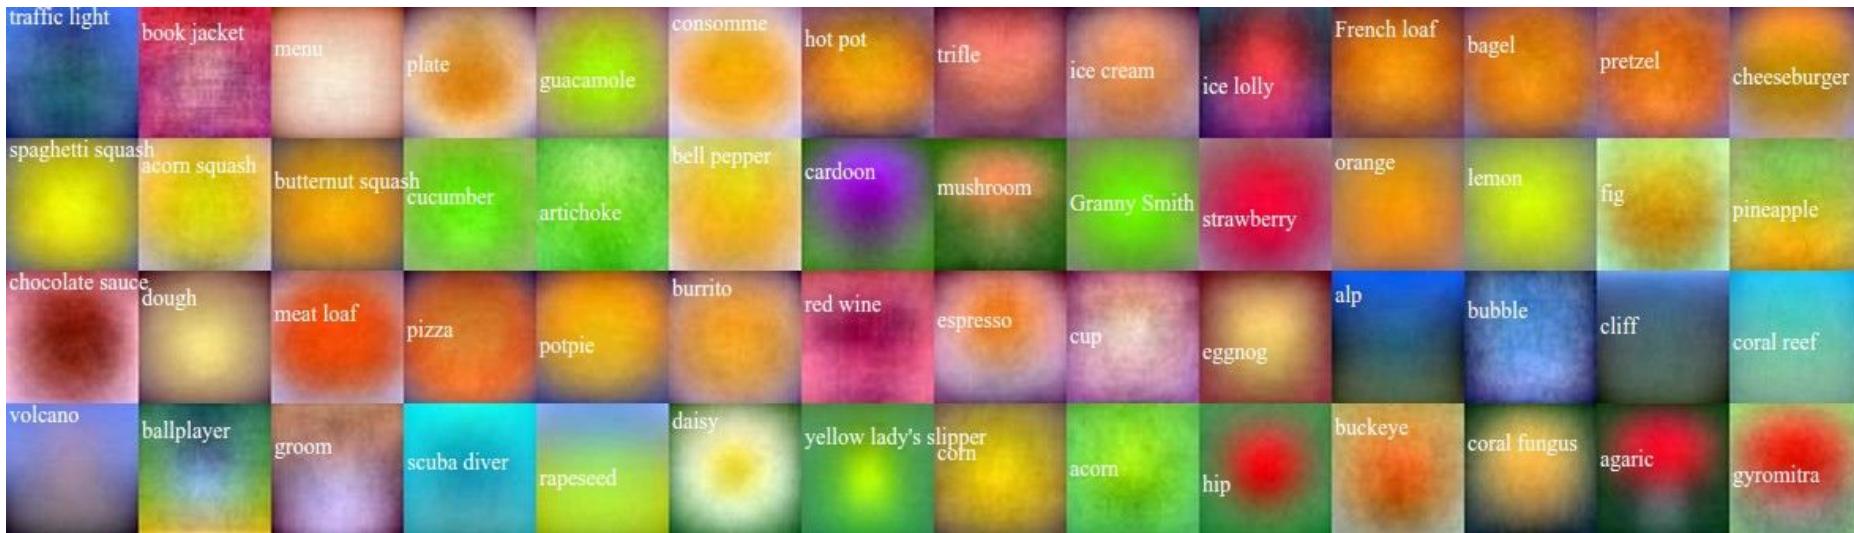 traffic light
book jacket
menu
plate
guacamole
consomme
hot pot
trifle
ice cream
ice lolly
French loaf
bagel
pretzel
cheeseburger
spaghetti squash
acorn squash
butternut squash
cucumber
artichoke
bell pepper
cardoon
mushroom
Granny Smith
strawberry
orange
lemon
fig
pineapple
chocolate sauce
dough
meat loaf
pizza
potpie
burrito
red wine
espresso
cup
eggnog
alp
bubble
cliff
coral reef
volcano
ballplayer
groom
scuba diver
rapeseed
daisy
yellow lady's slipper
corn
acorn
hip
buckeye
coral fungus
agaric
gyromitra